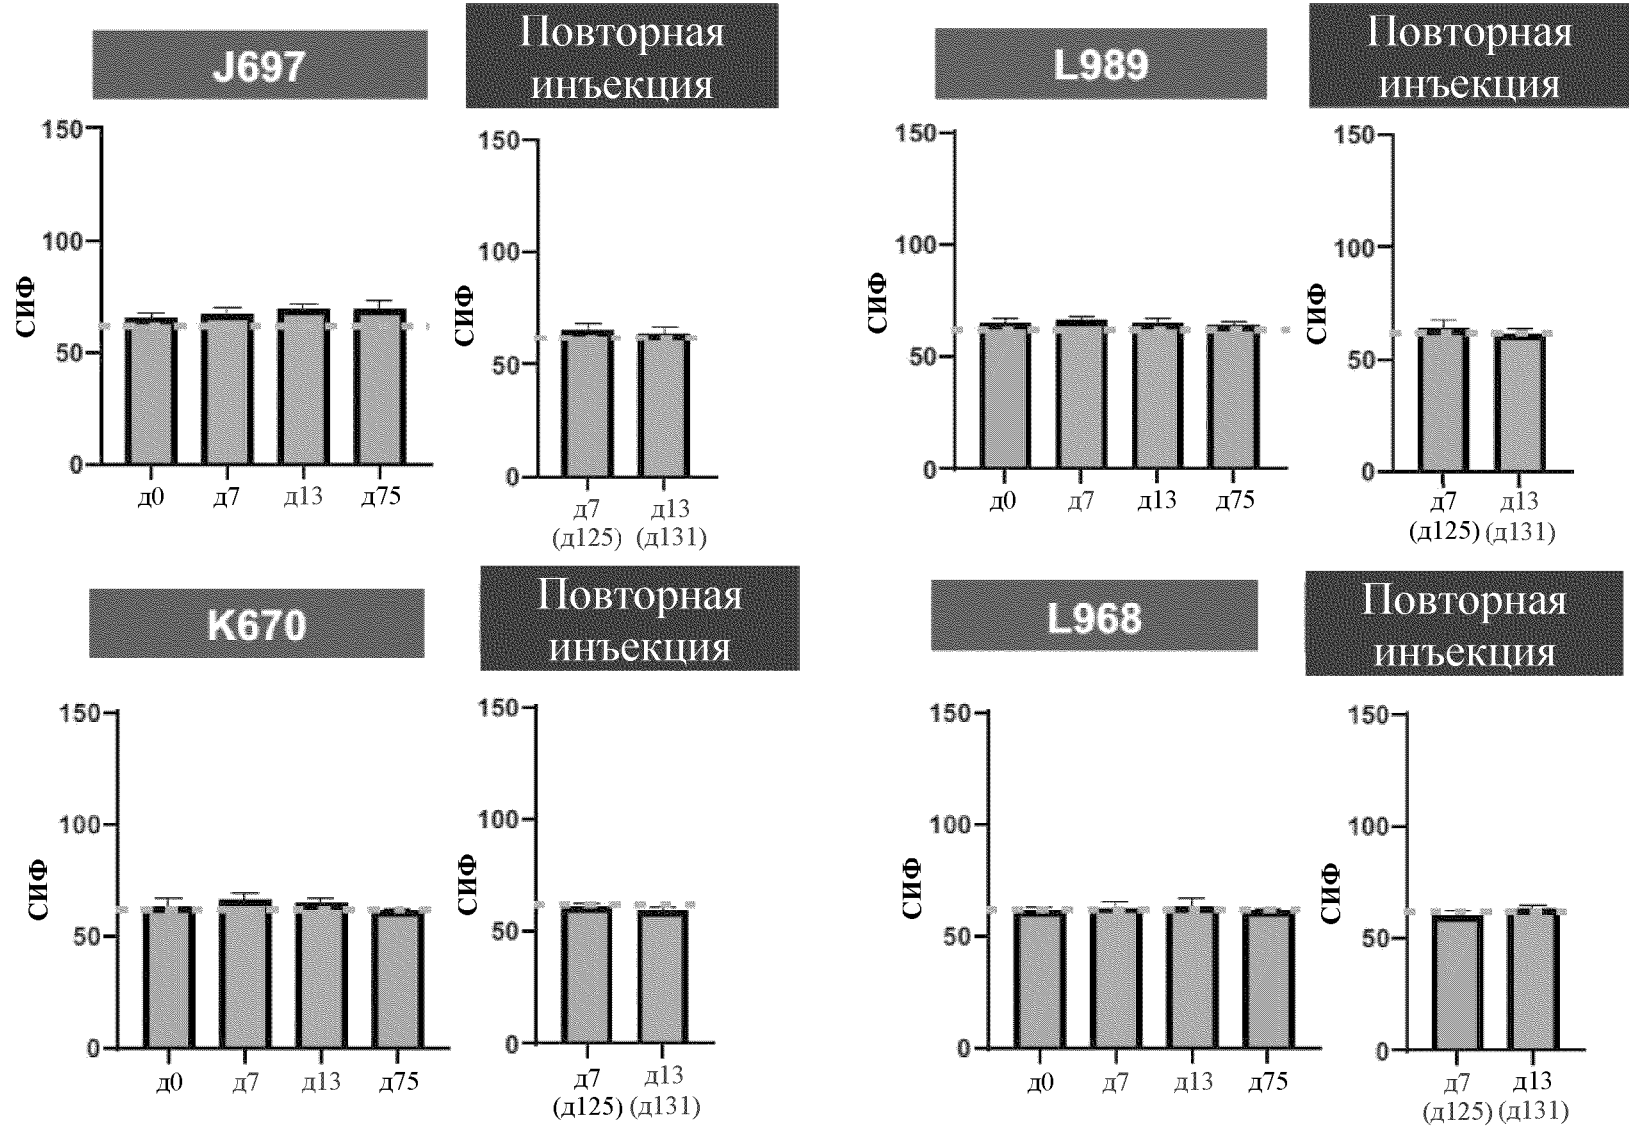 J697
Повторная
инъекция
150
100
50
0
СИФ
д0 д7 д13 д75
150
100
50
0
СИФ
д7 д13
(д125) (д131)
L989
Повторная
инъекция
150
100
50
0
СИФ
д0 д7 д13 д75
150
100
50
0
СИФ
д7 д13
(д125) (д131)
K670
Повторная
инъекция
150
100
50
0
СИФ
д0 д7 д13 д75
150
100
50
0
СИФ
д7 д13
(д125) (д131)
L968
Повторная
инъекция
150
100
50
0
СИФ
д0 д7 д13 д75
150
100
50
0
СИФ
д7 д13
(д125) (д131)